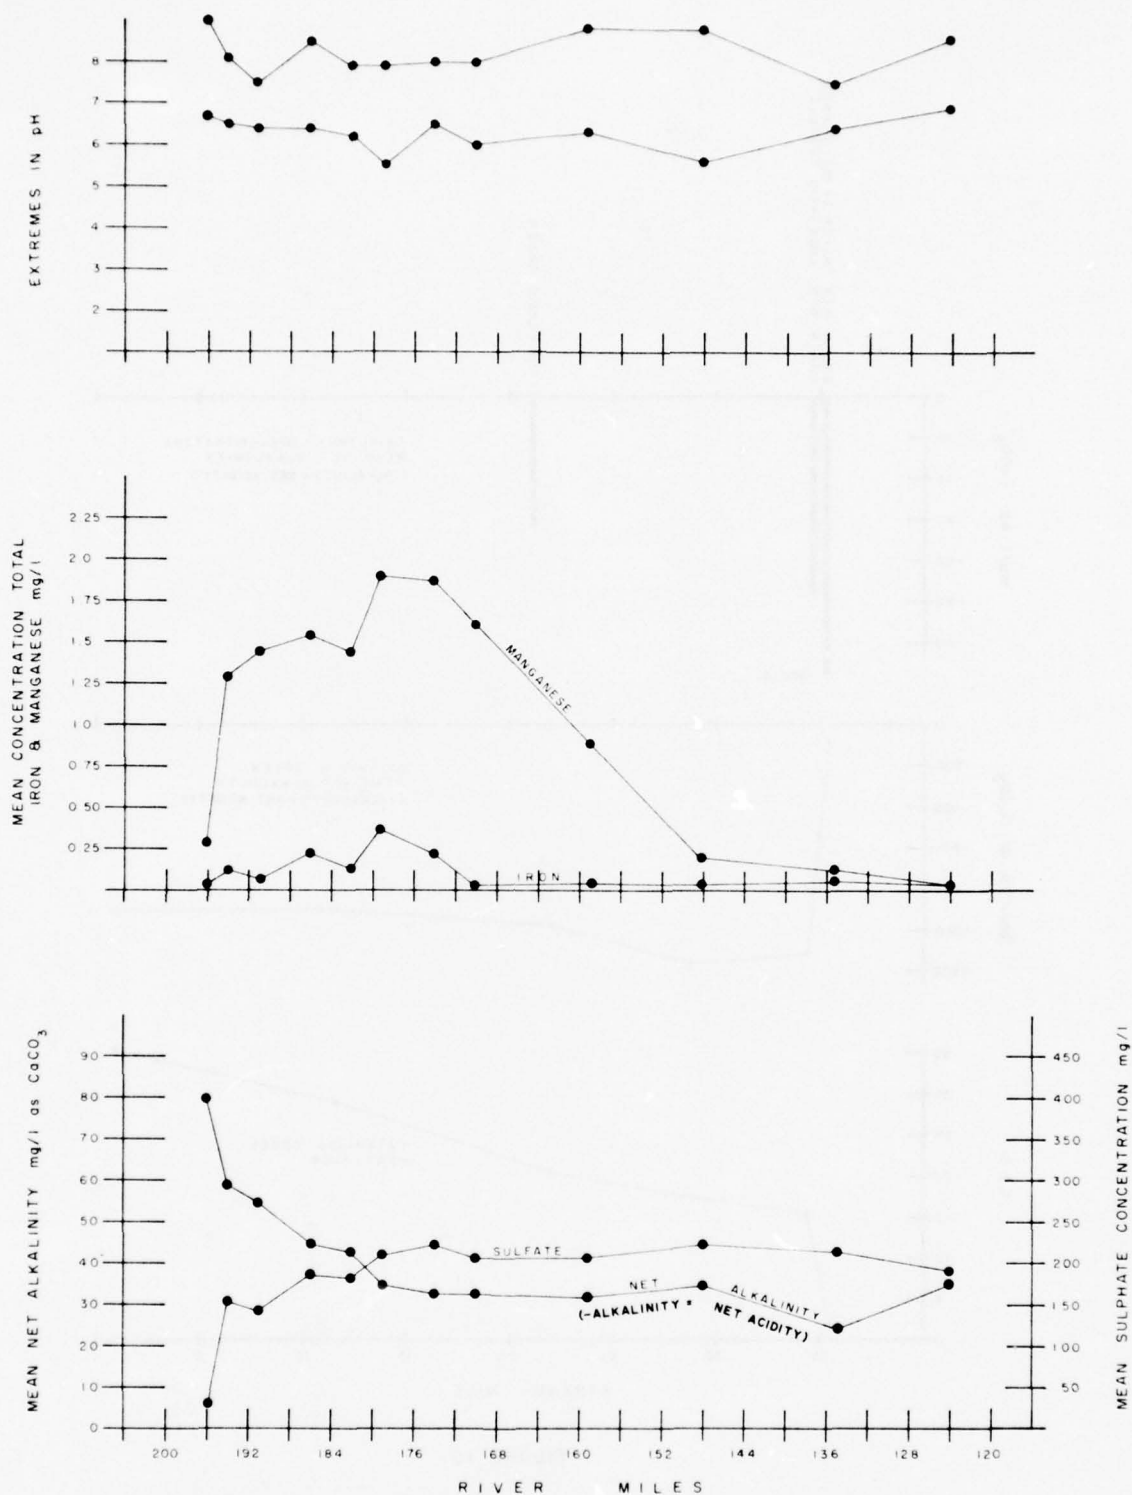 EXTREMES IN pH
8
7
6
5
4
3
2
MEAN CONCENTRATION TOTAL
IRON & MANGANESE mg/l
2.25
2.0
1.75
1.5
1.25
1.0
0.75
0.50
0.25
MANGANESE
IRON
MEAN NET ALKALINITY mg/l as CaCO3
90
80
70
60
50
40
30
20
10
0
MEAN SULPHATE CONCENTRATION mg/l
450
400
350
300
250
200
150
100
50
SULFATE
NET ALKALINITY
(-ALKALINITY = NET ACIDITY)
200 192 184 176 168 160 152 144 136 128 120
RIVER MILES